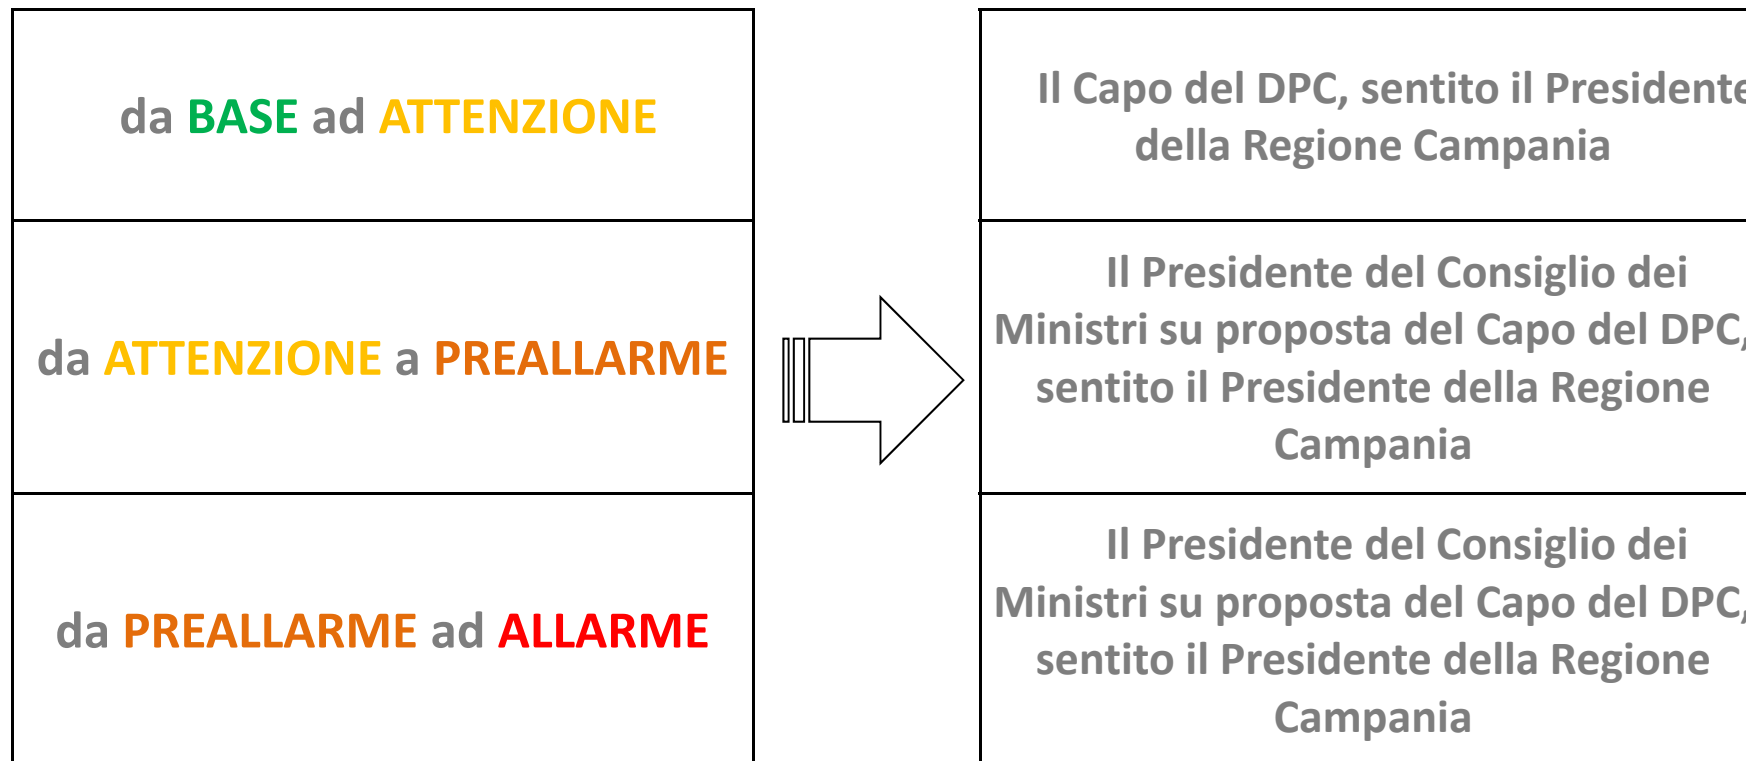 da BASE ad ATTENZIONE
Il Capo del DPC, sentito il Presidente
della Regione Campania
da ATTENZIONE a PREALLARME
Il Presidente del Consiglio dei
Ministri su proposta del Capo del DPC,
sentito il Presidente della Regione
Campania
da PREALLARME ad ALLARME
Il Presidente del Consiglio dei
Ministri su proposta del Capo del DPC,
sentito il Presidente della Regione
Campania